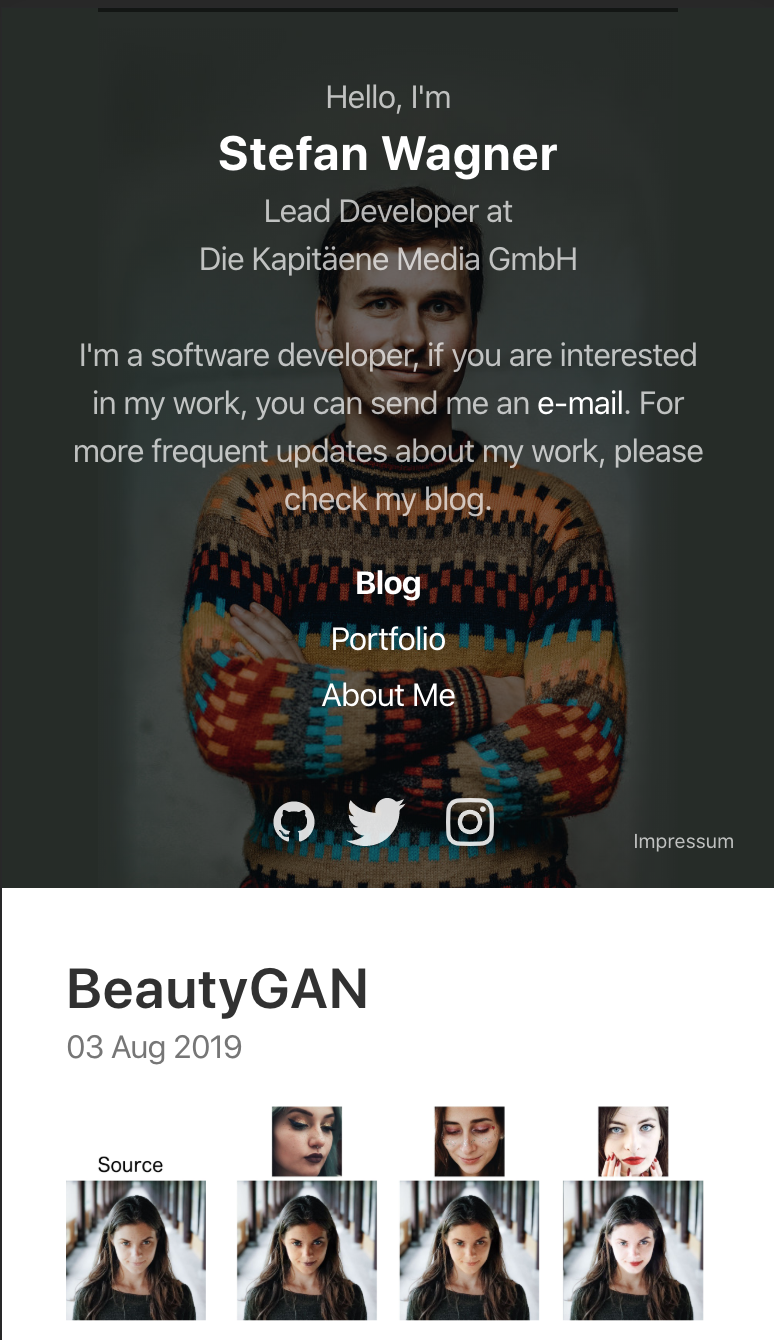 Hello, I'm
Stefan Wagner
Lead Developer at
Die Kapitäene Media GmbH
I'm a software developer, if you are interested
in my work, you can send me an e-mail. For
more frequent updates about my work, please
check my blog.
Blog
Portfolio
About Me
Impressum
BeautyGAN
03 Aug 2019
Source